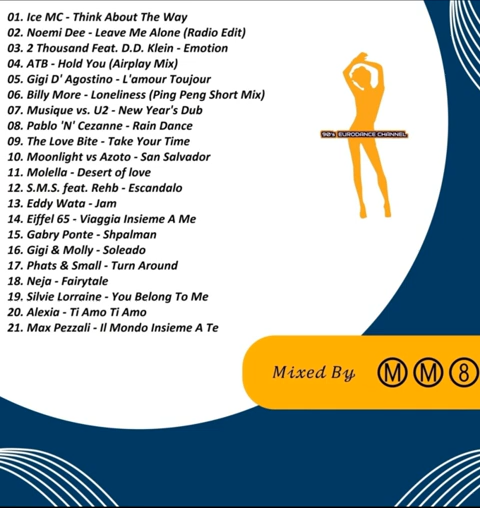 01. Ice MC - Think About The Way
02. Noemi Dee - Leave Me Alone (Radio Edit)
03. 2 Thousand Feat. D.D. Klein - Emotion
04. ATB - Hold You (Airplay Mix)
05. Gigi D' Agostino - L'amour Toujour
06. Billy More - Loneliness (Ping Peng Short Mix)
07. Musique vs. U2 - New Year's Dub
08. Pablo 'N' Cezanne - Rain Dance
09. The Love Bite - Take Your Time
10. Moonlight vs Azoto - San Salvador
11. Molella - Desert of love
12. S.M.S. feat. Rehb - Escandalo
13. Eddy Wata - Jam
14. Eiffel 65 - Viaggia Insieme A Me
15. Gabry Ponte - Shpalman
16. Gigi & Molly - Soleado
17. Phats & Small - Turn Around
18. Neja - Fairytale
19. Silvie Lorraine - You Belong To Me
20. Alexia - Ti Amo Ti Amo
21. Max Pezzali - Il Mondo Insieme A Te
90's EURODANCE CHANNEL
Mixed By M M 8